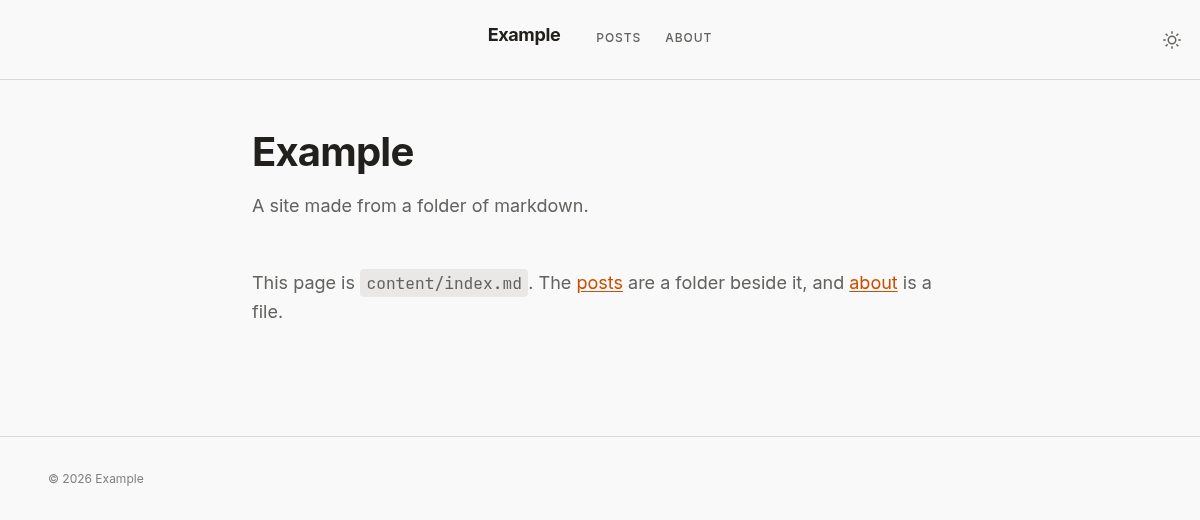 Example POSTS ABOUT
Example
A site made from a folder of markdown.
This page is content/index.md. The posts are a folder beside it, and about is a
file.
© 2026 Example